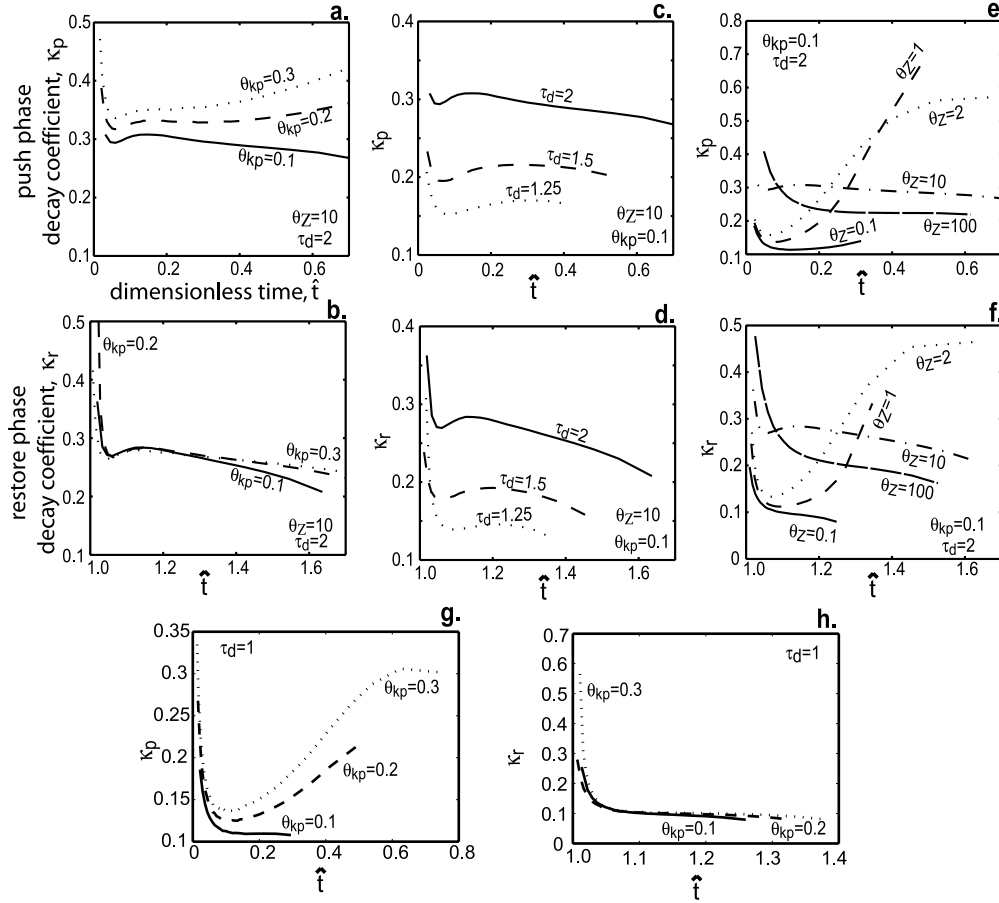 a.
push phase
decay coefficient, κp
0.5
0.4
0.3
0.2
0.1
θkp=0.3
θkp=0.2
θkp=0.1
θZ=10
τd=2
0
0.2
0.4
0.6
dimensionless time, t̂
c.
κp
0.4
0.3
0.2
0.1
τd=2
τd=1.5
τd=1.25
θZ=10
θkp=0.1
0
0.2
0.4
0.6
t̂
e.
κp
0.8
0.7
0.6
0.5
0.4
0.3
0.2
0.1
θkp=0.1
τd=2
θZ=1
θZ=2
θZ=10
θZ=100
θZ=0.1
0
0.2
0.4
0.6
t̂
b.
restore phase
decay coefficient, κr
0.5
0.4
0.3
0.2
0.1
θkp=0.2
θkp=0.3
θkp=0.1
θZ=10
τd=2
1.0
1.2
1.4
1.6
t̂
d.
κr
0.4
0.3
0.2
0.1
τd=2
τd=1.5
τd=1.25
θZ=10
θkp=0.1
1.0
1.2
1.4
1.6
t̂
f.
κr
0.5
0.4
0.3
0.2
0.1
0
θZ=2
θZ=1
θZ=10
θZ=100
θZ=0.1
θkp=0.1
τd=2
1.0
1.2
1.4
1.6
t̂
g.
κp
0.35
0.3
0.25
0.2
0.15
0.1
τd=1
θkp=0.3
θkp=0.2
θkp=0.1
0
0.2
0.4
0.6
0.8
t̂
h.
κr
0.7
0.6
0.5
0.4
0.3
0.2
0.1
0
τd=1
θkp=0.3
θkp=0.1
θkp=0.2
1.0
1.1
1.2
1.3
1.4
t̂